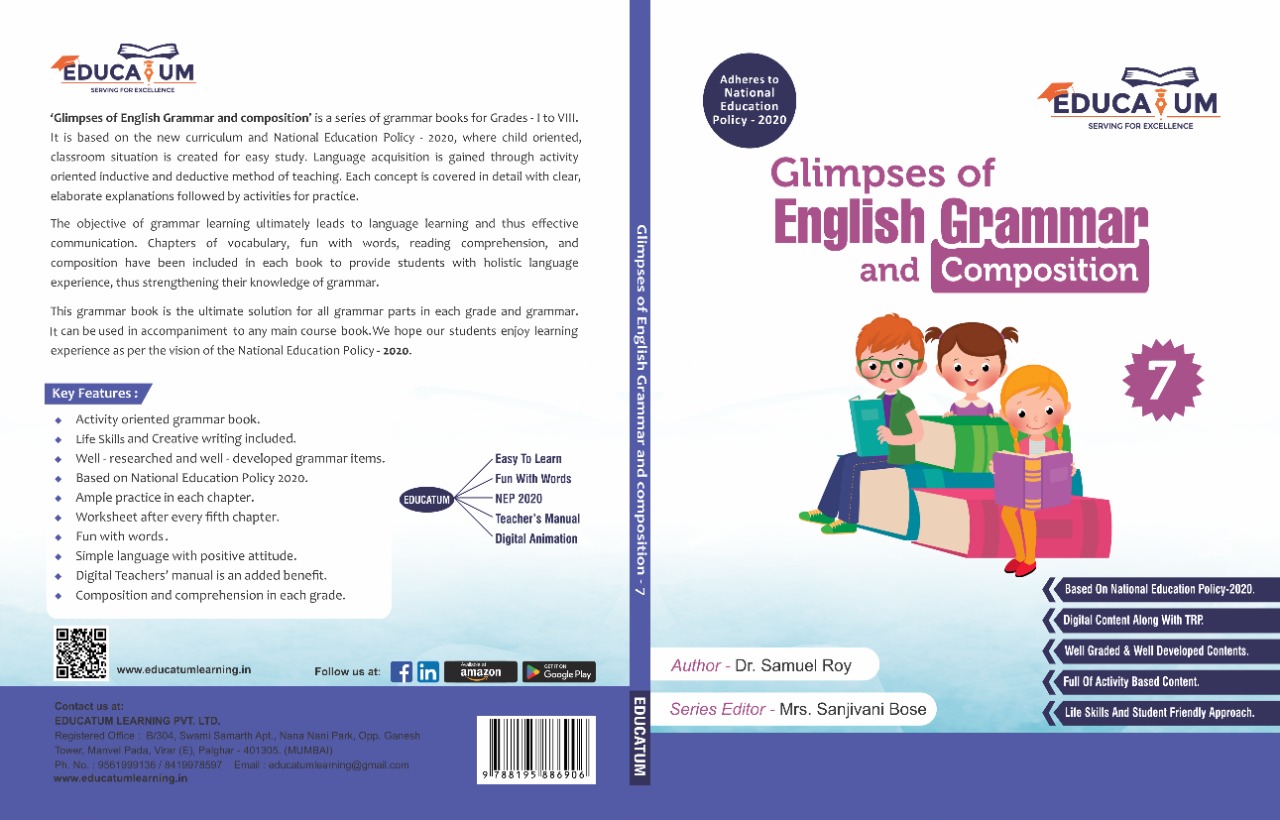 EDUCATUM
SERVING FOR EXCELLENCE
‘Glimpses of English Grammar and composition’ is a series of grammar books for Grades - I to VIII.
It is based on the new curriculum and National Education Policy - 2020, where child oriented,
classroom situation is created for easy study. Language acquisition is gained through activity
oriented inductive and deductive method of teaching. Each concept is covered in detail with clear,
elaborate explanations followed by activities for practice.
The objective of grammar learning ultimately leads to language learning and thus effective
communication. Chapters of vocabulary, fun with words, reading comprehension, and
composition have been included in each book to provide students with holistic language
experience, thus strengthening their knowledge of grammar.
This grammar book is the ultimate solution for all grammar parts in each grade and grammar.
It can be used in accompaniment to any main course book.We hope our students enjoy learning
experience as per the vision of the National Education Policy - 2020.
Key Features :
Activity oriented grammar book.
Life Skills and Creative writing included.
Well - researched and well - developed grammar items.
Based on National Education Policy 2020.
Ample practice in each chapter.
Worksheet after every fifth chapter.
Fun with words.
Simple language with positive attitude.
Digital Teachers’ manual is an added benefit.
Composition and comprehension in each grade.
EDUCATUM
Easy To Learn
Fun With Words
NEP 2020
Teacher's Manual
Digital Animation
www.educatumlearning.in
Follow us at:
Available at
amazon
GET IT ON
Google Play
Contact us at:
EDUCATUM LEARNING PVT. LTD.
Registered Office : B/304, Swami Samarth Apt., Nana Nani Park, Opp. Ganesh
Tower, Manvel Pada, Virar (E), Palghar - 401305. (MUMBAI)
Ph. No. : 9561999136 / 8419978597 Email : educatumlearning@gmail.com
www.educatumlearning.in
9 788195 886906
Glimpses of English Grammar and composition - 7
EDUCATUM
Adheres to
National
Education
Policy - 2020
EDUCATUM
SERVING FOR EXCELLENCE
Glimpses of
English Grammar
and Composition
7
Based On National Education Policy-2020.
Digital Content Along With TRP.
Well Graded & Well Developed Contents.
Full Of Activity Based Content.
Life Skills And Student Friendly Approach.
Author - Dr. Samuel Roy
Series Editor - Mrs. Sanjivani Bose